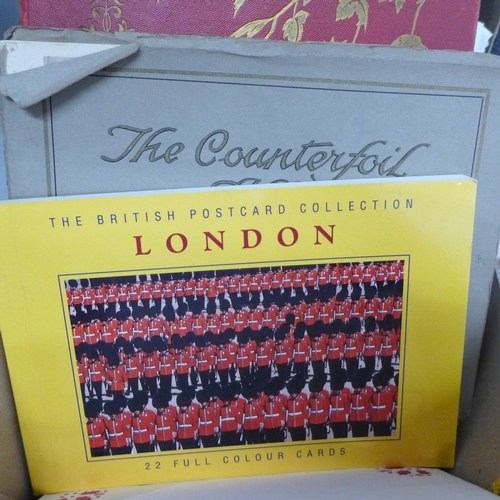 The Counterfoil
THE BRITISH POSTCARD COLLECTION
LONDON
22 FULL COLOUR CARDS